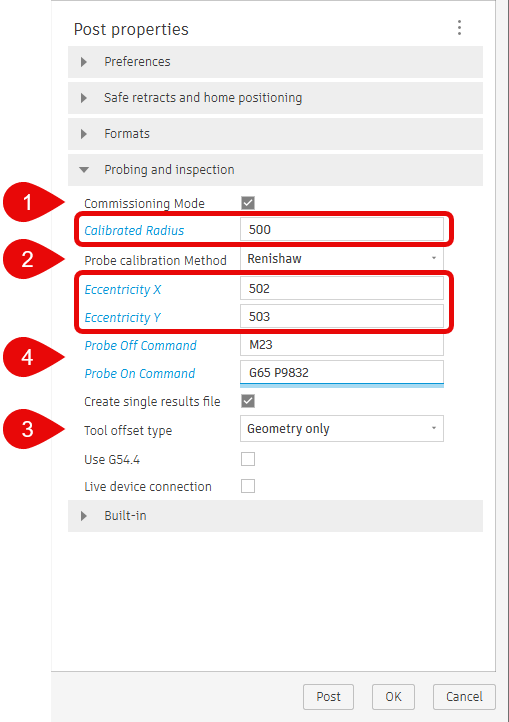 Post properties
Preferences
Safe retracts and home positioning
Formats
Probing and inspection
1 Commissioning Mode
Calibrated Radius 500
2 Probe calibration Method Renishaw
Eccentricity X 502
Eccentricity Y 503
Probe Off Command M23
4
Probe On Command G65 P9832
Create single results file
3 Tool offset type Geometry only
Use G54.4
Live device connection
Built-in
Post OK Cancel